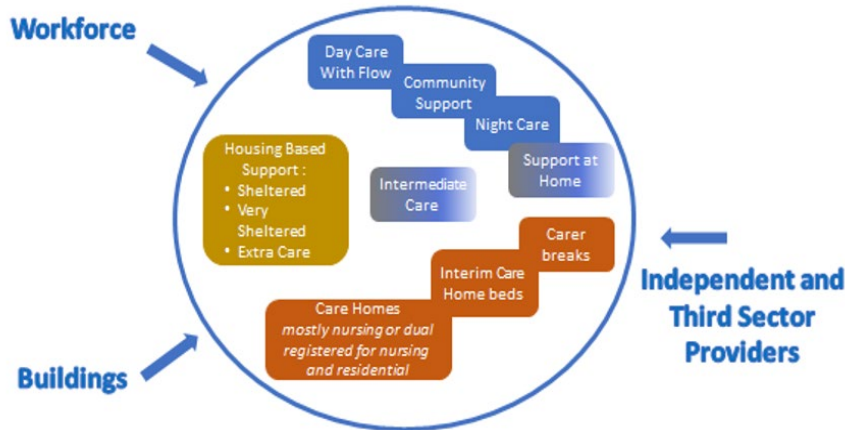 Workforce
Day Care
With Flow
Community
Support
Night Care
Housing Based
Support :
• Sheltered
• Very
Sheltered
• Extra Care
Intermediate
Care
Support at
Home
Carer
breaks
Interim Care
Home beds
Care Homes
mostly nursing or dual
registered for nursing
and residential
Independent and
Third Sector
Providers
Buildings